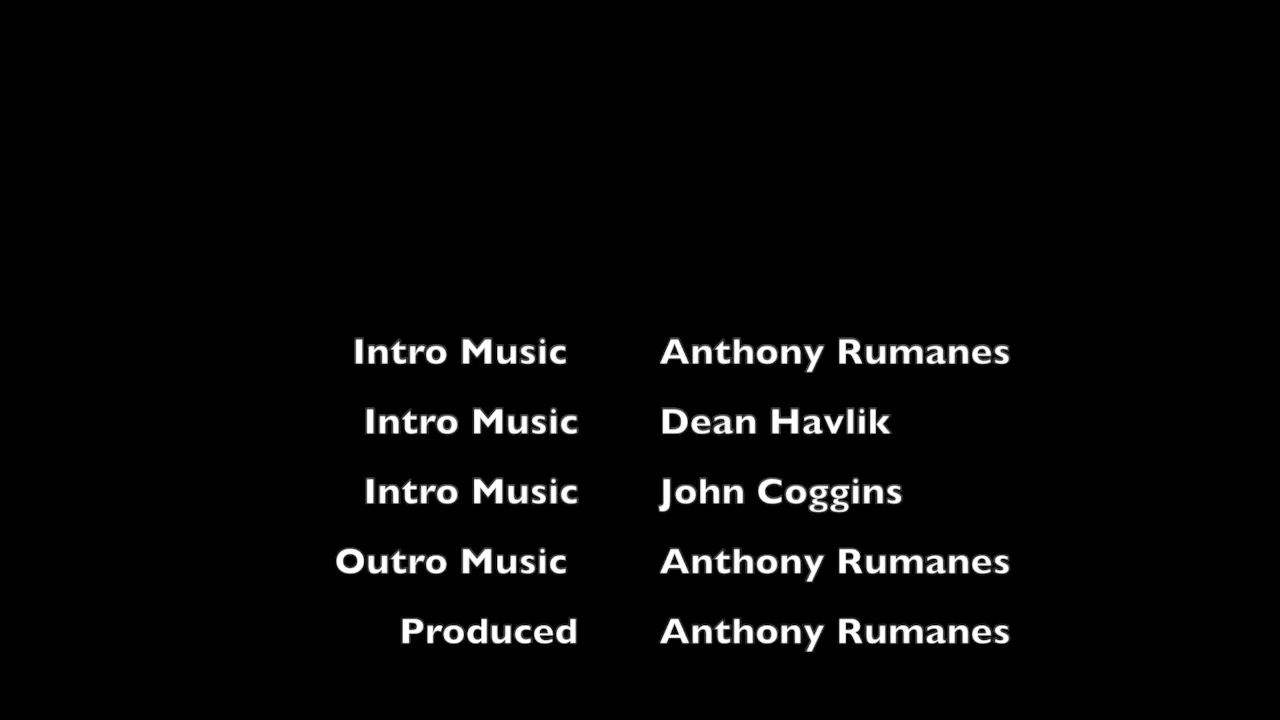 Intro Music Anthony Rumanes
Intro Music Dean Havlik
Intro Music John Coggins
Outro Music Anthony Rumanes
Produced Anthony Rumanes